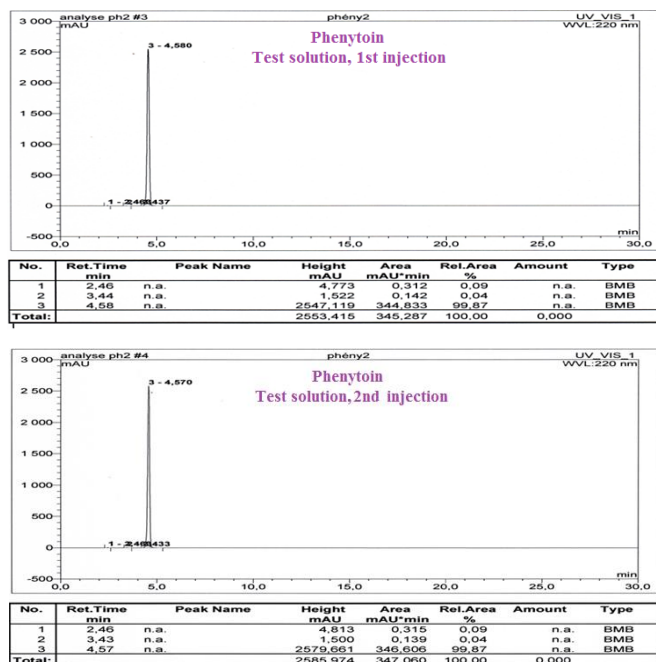 analyse ph2 #3 phény2 UV_VIS_1
mAU WVL:220 nm
Phenytoin
Test solution, 1st injection
3 000
2 500
2 000
1 500
1 000
500
0
-500
3 - 4,580
0,0 5,0 10,0 15,0 20,0 25,0 30,0
min
No. Ret.Time Peak Name Height Area Rel.Area Amount Type
min mAU mAU*min %
1 2,46 n.a. 4,773 0,312 0,09 n.a. BMB
2 3,44 n.a. 1,522 0,142 0,04 n.a. BMB
3 4,58 n.a. 2547,119 344,833 99,87 n.a. BMB
Total: 2553,415 345,287 100,00 0,000
analyse ph2 #4 phény2 UV_VIS_1
mAU WVL:220 nm
Phenytoin
Test solution, 2nd injection
3 000
2 500
2 000
1 500
1 000
500
0
-500
3 - 4,570
0,0 5,0 10,0 15,0 20,0 25,0 30,0
min
No. Ret.Time Peak Name Height Area Rel.Area Amount Type
min mAU mAU*min %
1 2,46 n.a. 4,813 0,315 0,09 n.a. BMB
2 3,43 n.a. 1,500 0,139 0,04 n.a. BMB
3 4,57 n.a. 2579,661 346,606 99,87 n.a. BMB
Total: 2585,974 347,060 100,00 0,000